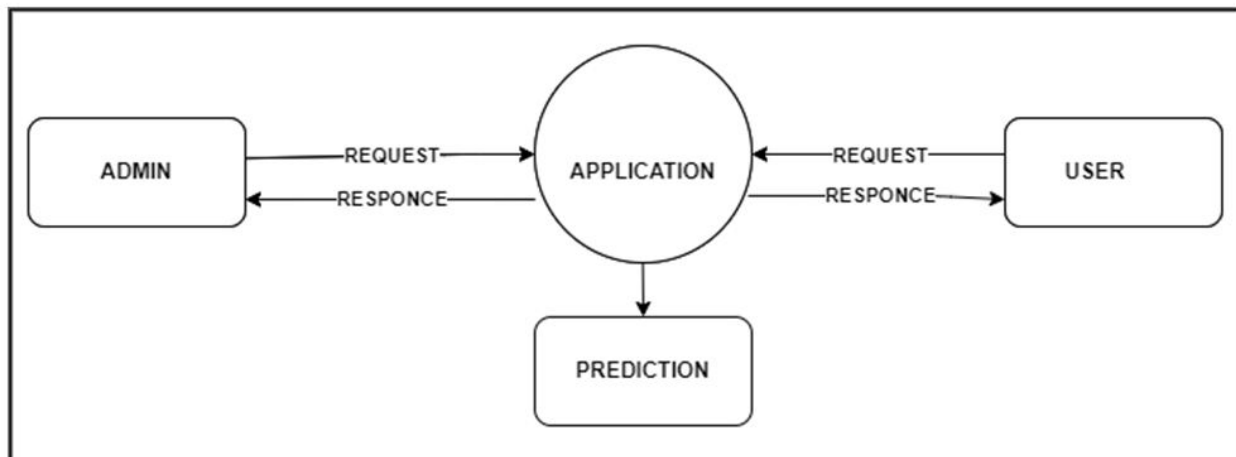 REQUEST
REQUEST
ADMIN
APPLICATION
USER
RESPONCE
RESPONCE
PREDICTION